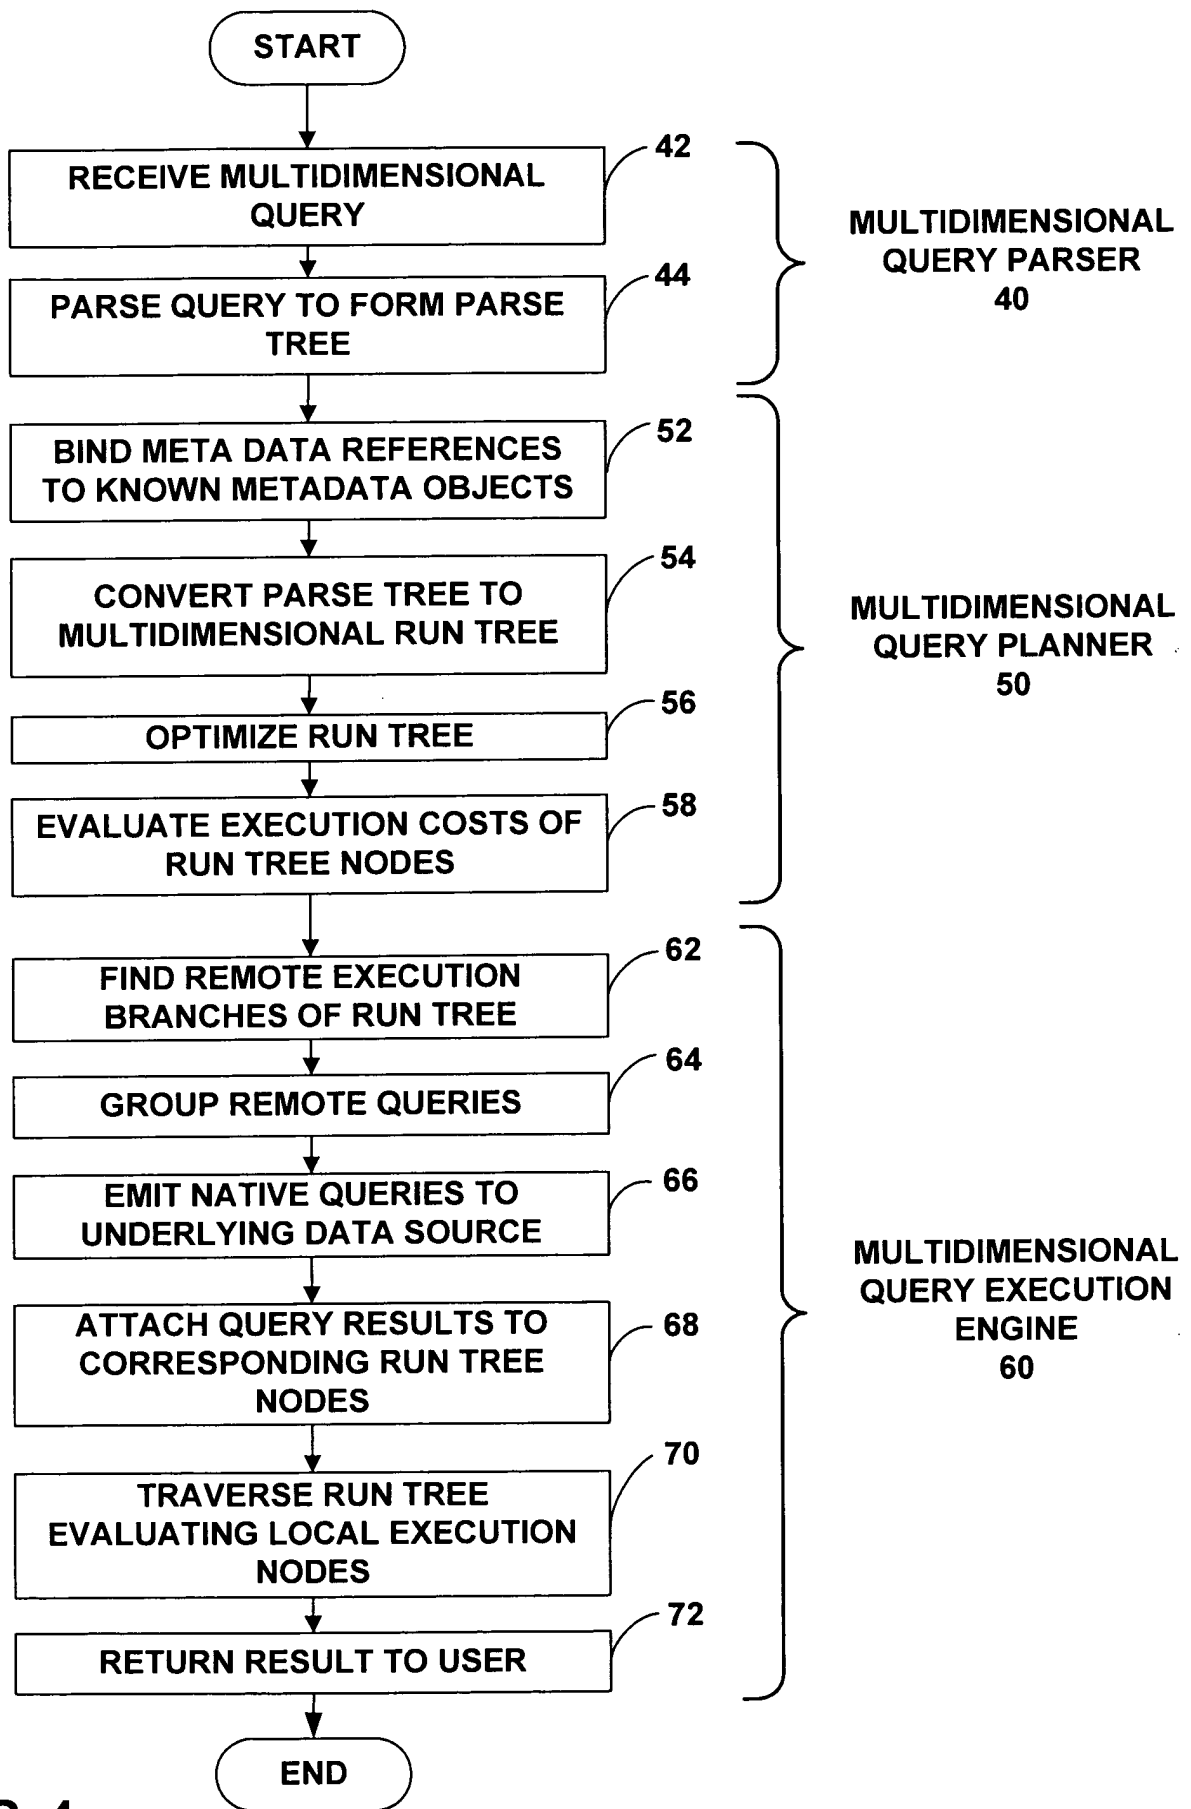 START
RECEIVE MULTIDIMENSIONAL
QUERY
42
PARSE QUERY TO FORM PARSE
TREE
44
MULTIDIMENSIONAL
QUERY PARSER
40
BIND META DATA REFERENCES
TO KNOWN METADATA OBJECTS
52
CONVERT PARSE TREE TO
MULTIDIMENSIONAL RUN TREE
54
OPTIMIZE RUN TREE
56
EVALUATE EXECUTION COSTS OF
RUN TREE NODES
58
MULTIDIMENSIONAL
QUERY PLANNER
50
FIND REMOTE EXECUTION
BRANCHES OF RUN TREE
62
GROUP REMOTE QUERIES
64
EMIT NATIVE QUERIES TO
UNDERLYING DATA SOURCE
66
ATTACH QUERY RESULTS TO
CORRESPONDING RUN TREE
NODES
68
TRAVERSE RUN TREE
EVALUATING LOCAL EXECUTION
NODES
70
RETURN RESULT TO USER
72
MULTIDIMENSIONAL
QUERY EXECUTION
ENGINE
60
END